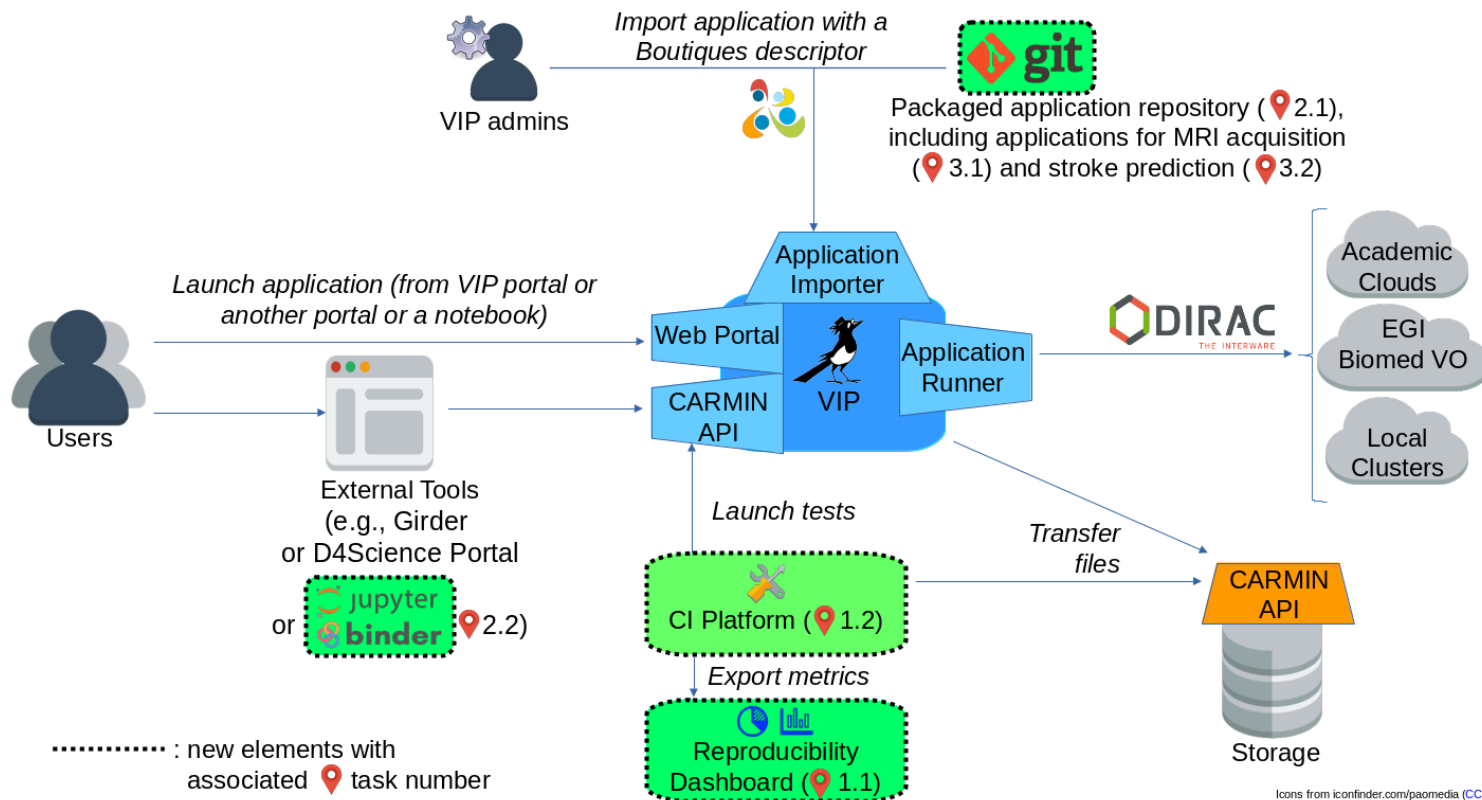 Import application with a
Boutiques descriptor
git
VIP admins
Packaged application repository ( 2.1),
including applications for MRI acquisition
( 3.1) and stroke prediction ( 3.2)
Application
Importer
Academic
Clouds
Launch application (from VIP portal or
another portal or a notebook)
Web Portal
DIRAC
THE INTERWARE
EGI
Biomed VO
Application
Runner
VIP
CARMIN
API
Users
Local
Clusters
External Tools
(e.g., Girder
or D4Science Portal
or jupyter
binder 2.2)
Launch tests
Transfer
files
CI Platform ( 1.2)
CARMIN
API
Export metrics
Reproducibility
Dashboard ( 1.1)
Storage
: new elements with
associated task number
Icons from iconfinder.com/paomedia (CC